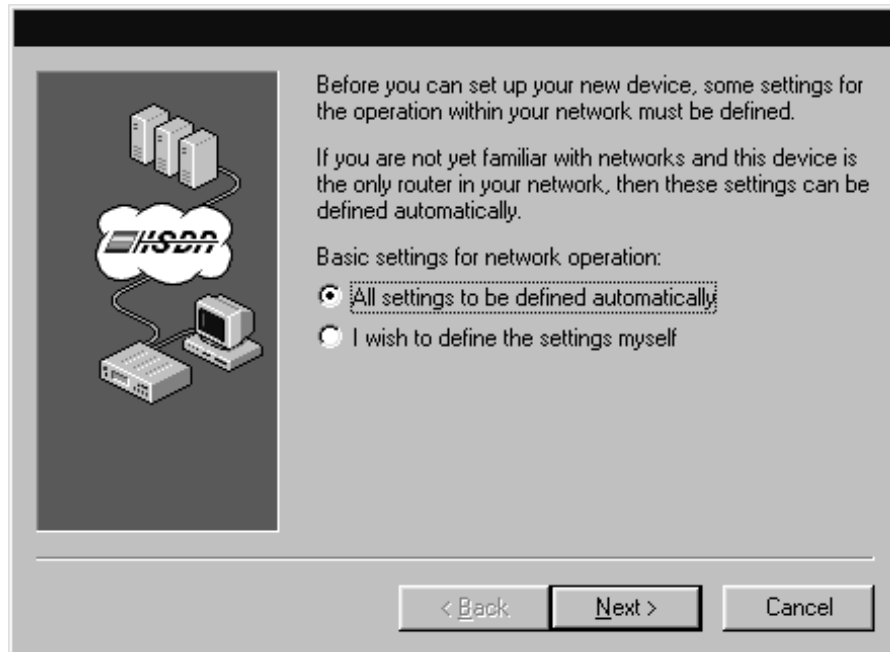 Before you can set up your new device, some settings for
the operation within your network must be defined.
If you are not yet familiar with networks and this device is
the only router in your network, then these settings can be
defined automatically.
ISDN
Basic settings for network operation:
All settings to be defined automatically
I wish to define the settings myself
< Back
Next >
Cancel